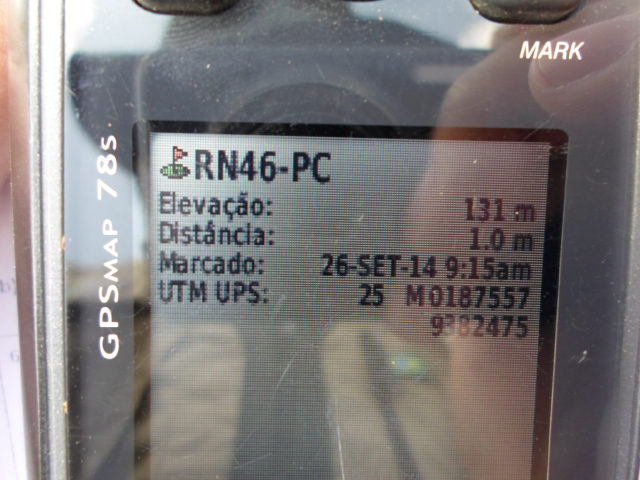 MARK
GPSMAP 78s
RN46-PC
Elevação: 131 m
Distância: 1.0 m
Marcado: 26-SET-14 9:15am
UTM UPS: 25 M 0187557
9382475